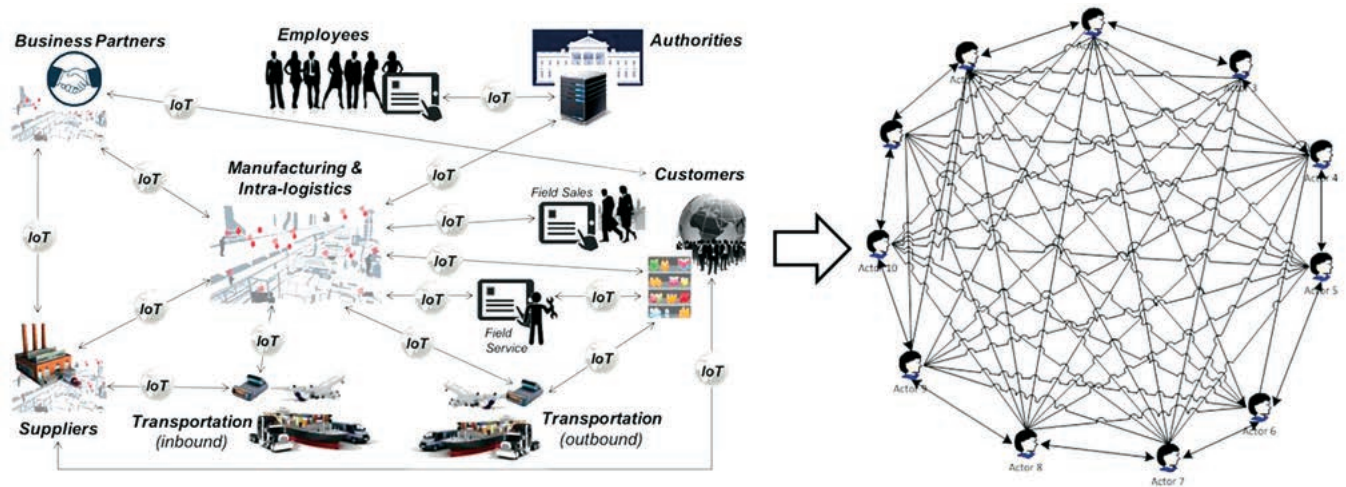 Business Partners
Employees
Authorities
IoT
IoT
IoT
IoT
Manufacturing &
Intra-logistics
IoT
Customers
Field Sales
IoT
IoT
IoT
IoT
IoT
IoT
Field
Service
IoT
IoT
IoT
IoT
IoT
Suppliers
Transportation
(inbound)
Transportation
(outbound)
3
Actor 4
Actor 5
Actor 6
Actor 7
Actor 8
Actor 10